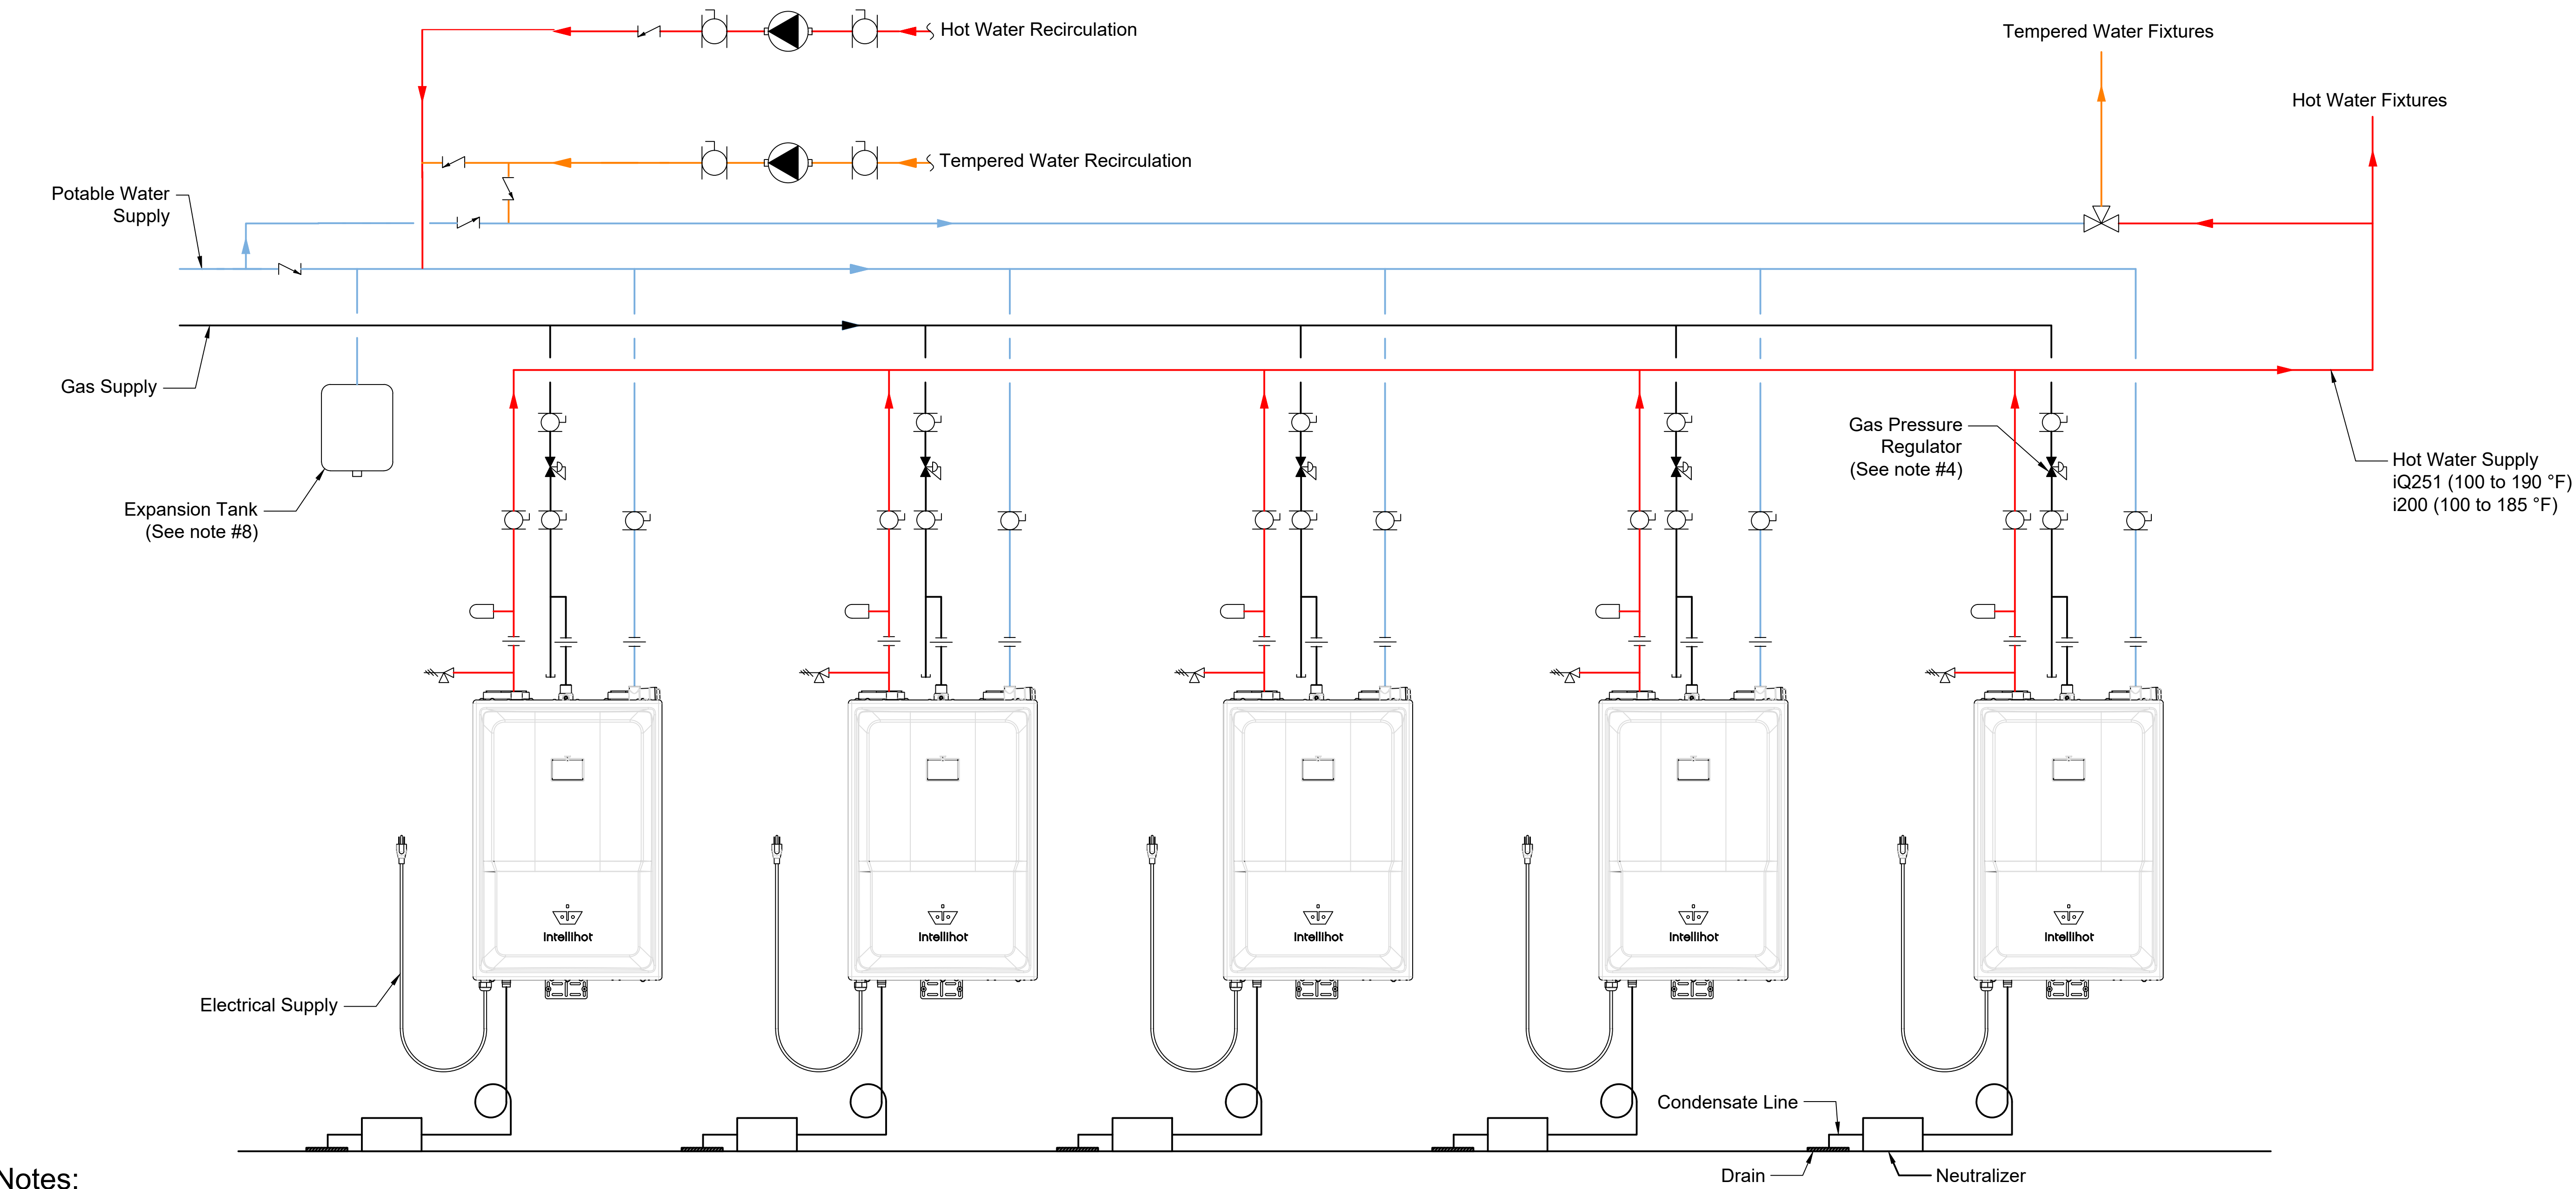 Hot Water Recirculation
Tempered Water Fixtures
Hot Water Fixtures
Tempered Water Recirculation
Potable Water
Supply
Gas Supply
Gas Pressure
Regulator
(See note #4)
Hot Water Supply
iQ251 (100 to 190 °F)
i200 (100 to 185 °F)
Expansion Tank
(See note #8)
intellihot
intellihot
intellihot
intellihot
intellihot
Electrical Supply
Condensate Line
Drain
Neutralizer
Notes: